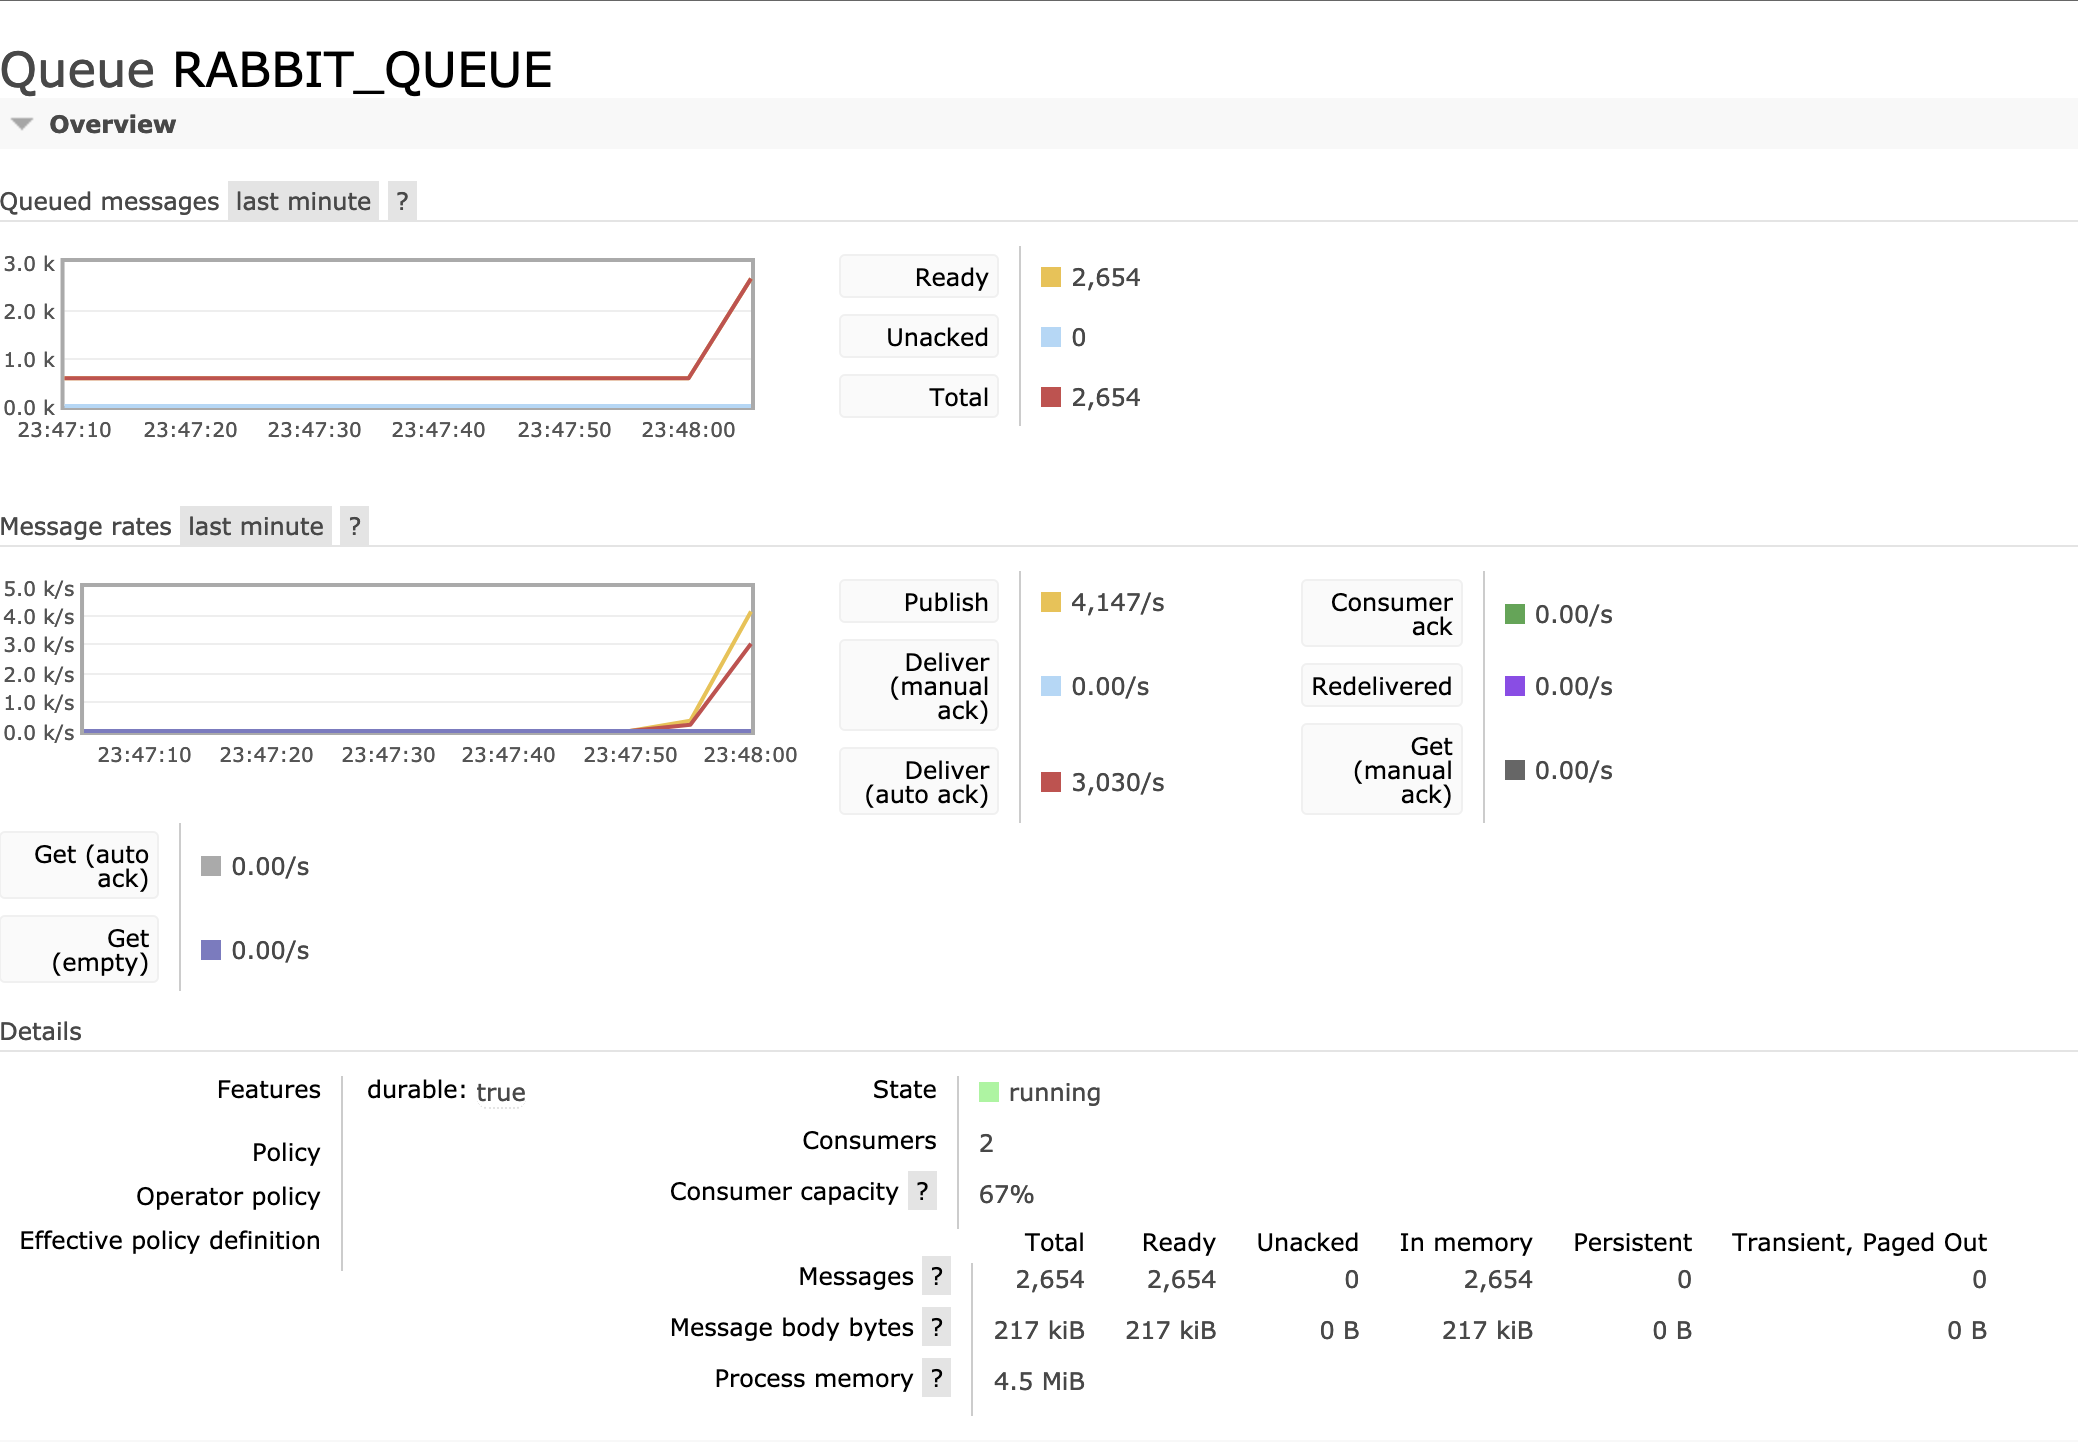 Queue RABBIT_QUEUE
Overview
Queued messages last minute ?
3.0 k
2.0 k
1.0 k
0.0 k
23:47:10 23:47:20 23:47:30 23:47:40 23:47:50 23:48:00
Ready 2,654
Unacked 0
Total 2,654
Message rates last minute ?
5.0 k/s
4.0 k/s
3.0 k/s
2.0 k/s
1.0 k/s
0.0 k/s
23:47:10 23:47:20 23:47:30 23:47:40 23:47:50 23:48:00
Publish 4,147/s
Deliver
(manual 0.00/s
ack)
Deliver
(auto ack) 3,030/s
Consumer
ack 0.00/s
Redelivered 0.00/s
Get
(manual 0.00/s
ack)
Get (auto
ack) 0.00/s
Get
(empty) 0.00/s
Details
Features durable: true
Policy
Operator policy
Effective policy definition
State running
Consumers 2
Consumer capacity ? 67%
Total Ready Unacked In memory Persistent Transient, Paged Out
Messages ? 2,654 2,654 0 2,654 0 0
Message body bytes ? 217 kiB 217 kiB 0 B 217 kiB 0 B 0 B
Process memory ? 4.5 MiB